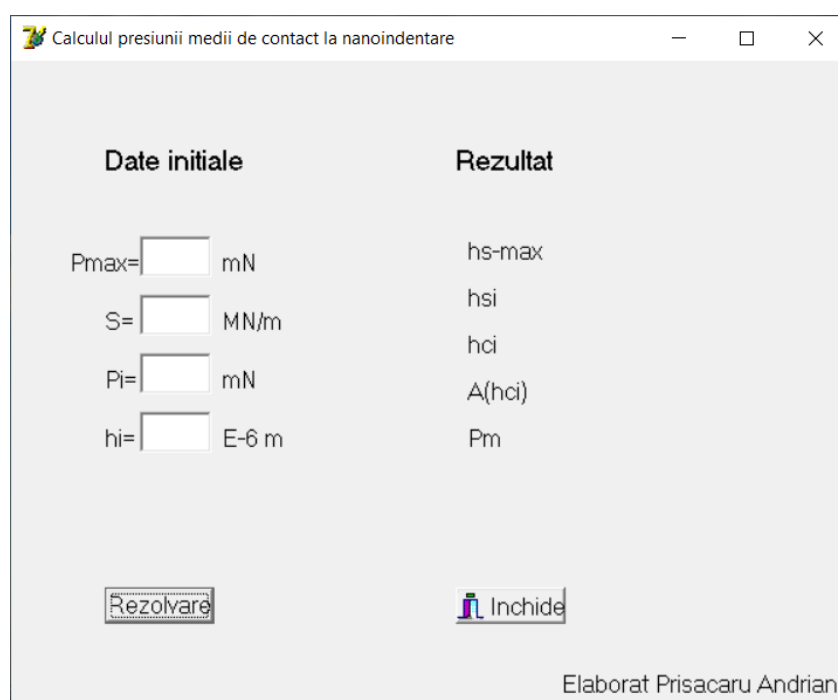 Calculul presiunii medii de contact la nanoindentare
Date initiale
Rezultat
Pmax= mN
S= MN/m
Pi= mN
hi= E-6 m
hs-max
hsi
hci
A(hci)
Pm
Rezolvare
Inchide
Elaborat Prisacaru Andrian